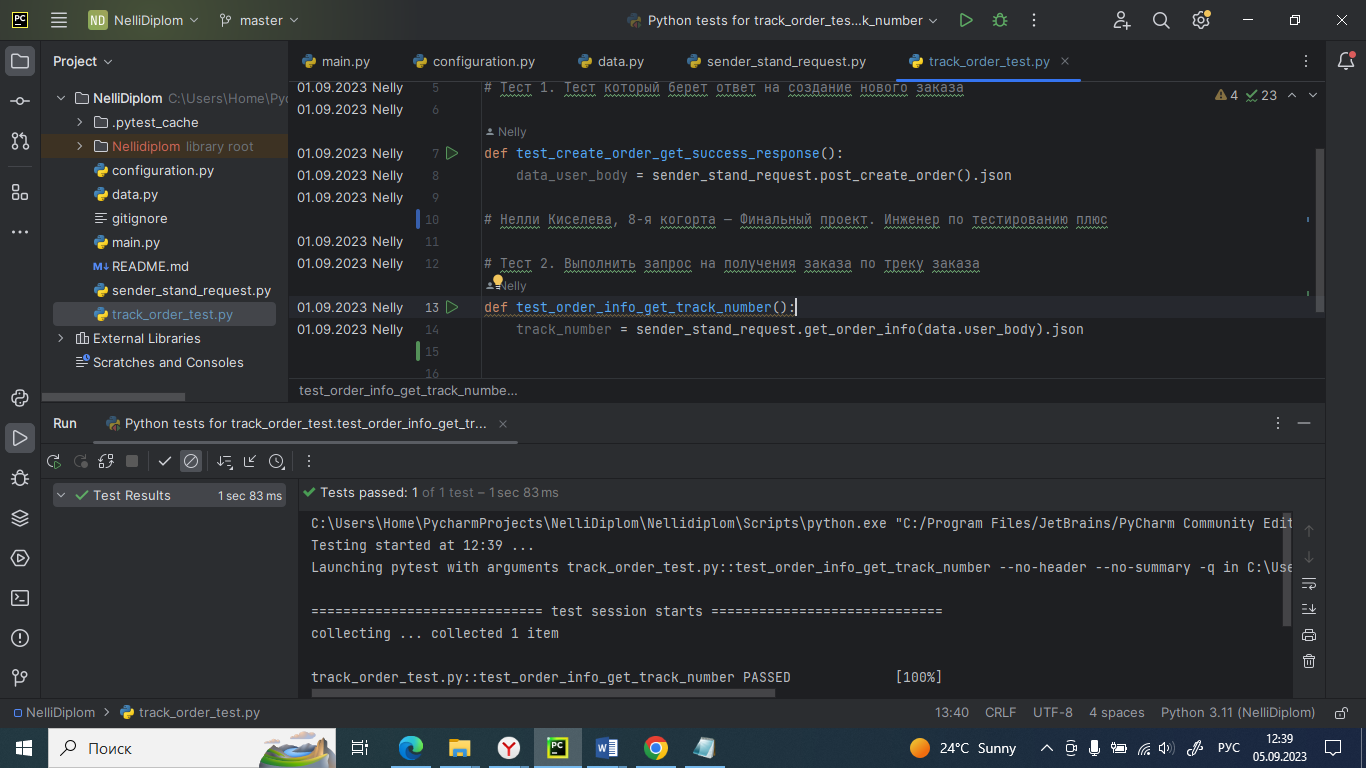 PC
ND NelliDiplom
master
Python tests for track_order_tes...k_number
Project
main.py
configuration.py
data.py
sender_stand_request.py
track_order_test.py
NelliDiplom C:\Users\Home\Pyc
.pytest_cache
Nellidiplom library root
configuration.py
data.py
gitignore
main.py
README.md
sender_stand_request.py
track_order_test.py
External Libraries
Scratches and Consoles
01.09.2023 Nelly 5 # Тест 1. Тест который берет ответ на создание нового заказа
01.09.2023 Nelly 6
Nelly
01.09.2023 Nelly 7 def test_create_order_get_success_response():
01.09.2023 Nelly 8 data_user_body = sender_stand_request.post_create_order().json
01.09.2023 Nelly 9
10 # Нелли Киселева, 8-я когорта — Финальный проект. Инженер по тестированию плюс
01.09.2023 Nelly 11
01.09.2023 Nelly 12 # Тест 2. Выполнить запрос на получения заказа по треку заказа
Nelly
01.09.2023 Nelly 13 def test_order_info_get_track_number():
01.09.2023 Nelly 14 track_number = sender_stand_request.get_order_info(data.user_body).json
15
16
4 23
test_order_info_get_track_numbe...
Run
Python tests for track_order_test.test_order_info_get_tr...
Test Results 1 sec 83 ms
Tests passed: 1 of 1 test – 1 sec 83 ms
C:\Users\Home\PycharmProjects\NelliDiplom\Nellidiplom\Scripts\python.exe "C:/Program Files/JetBrains/PyCharm Community Edit
Testing started at 12:39 ...
Launching pytest with arguments track_order_test.py::test_order_info_get_track_number --no-header --no-summary -q in C:\Use
============================= test session starts =============================
collecting ... collected 1 item
track_order_test.py::test_order_info_get_track_number PASSED [100%]
NelliDiplom > track_order_test.py
13:40 CRLF UTF-8 4 spaces Python 3.11 (NelliDiplom)
Поиск
24°C Sunny
РУС
12:39
05.09.2023